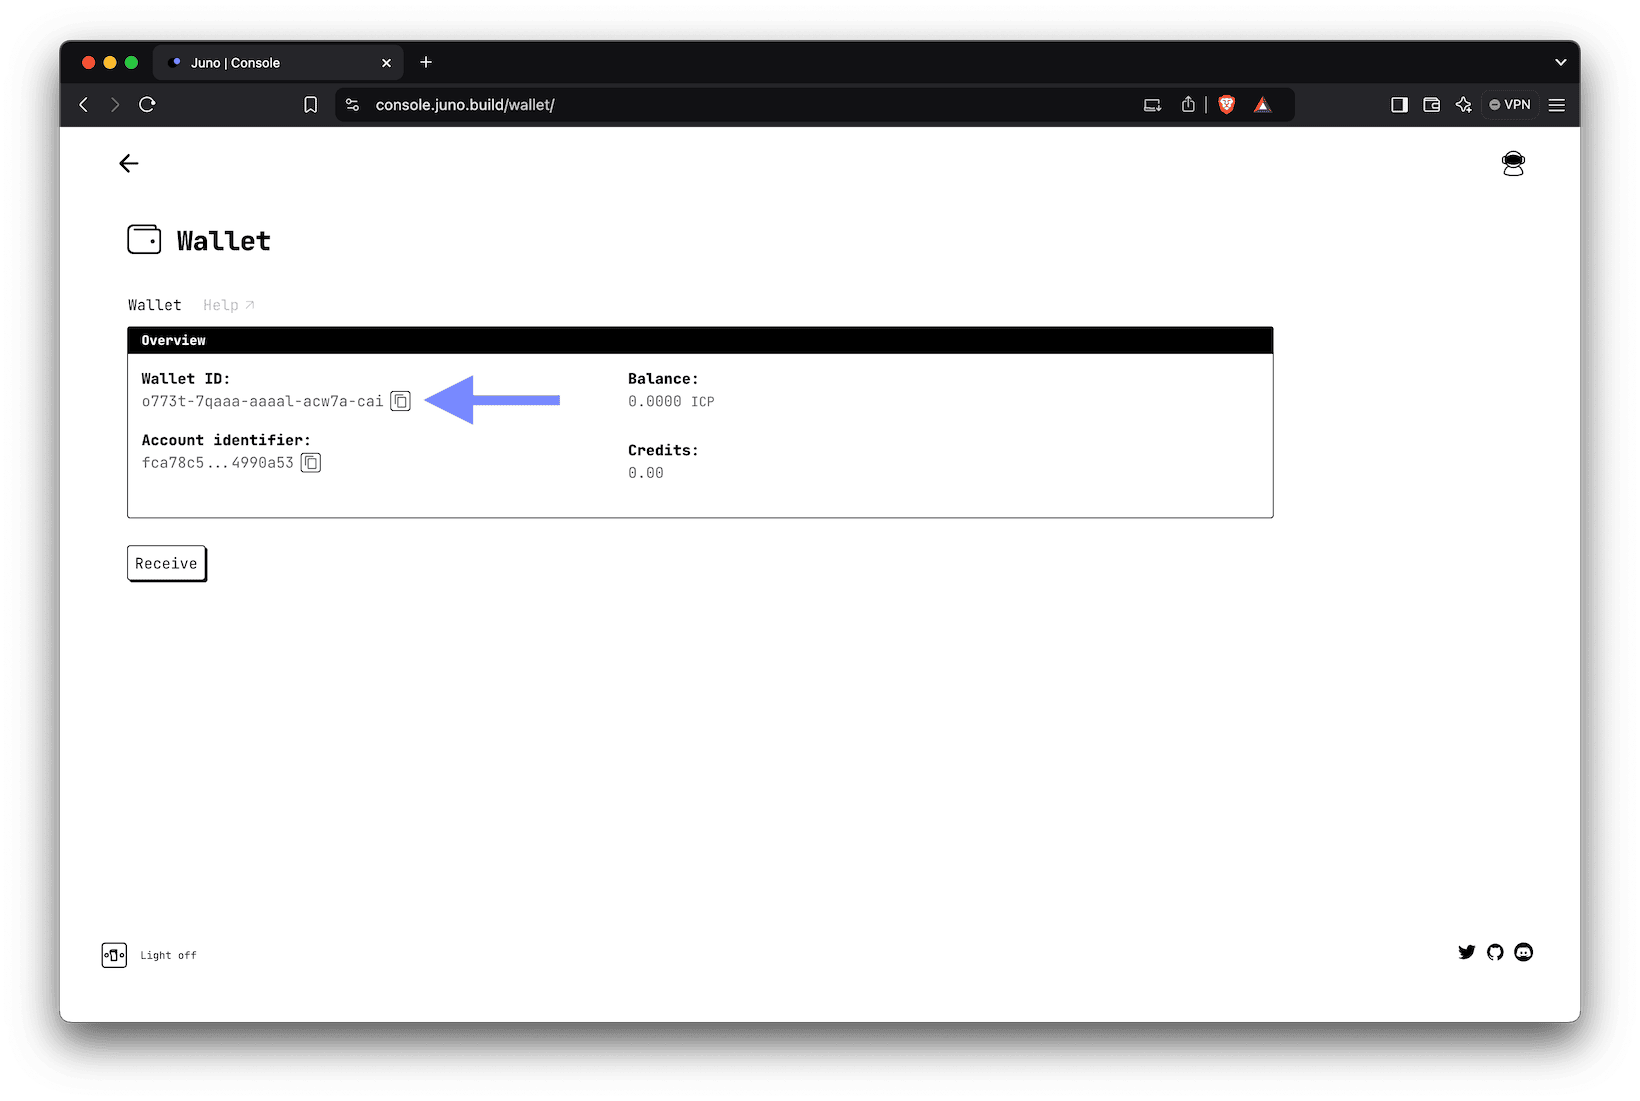 Juno | Console
console.juno.build/wallet/
VPN
Wallet
Wallet Help
Overview
Wallet ID:
o773t-7qaaa-aaaal-acw7a-cai
Account identifier:
fca78c5...4990a53
Balance:
0.0000 ICP
Credits:
0.00
Receive
Light off